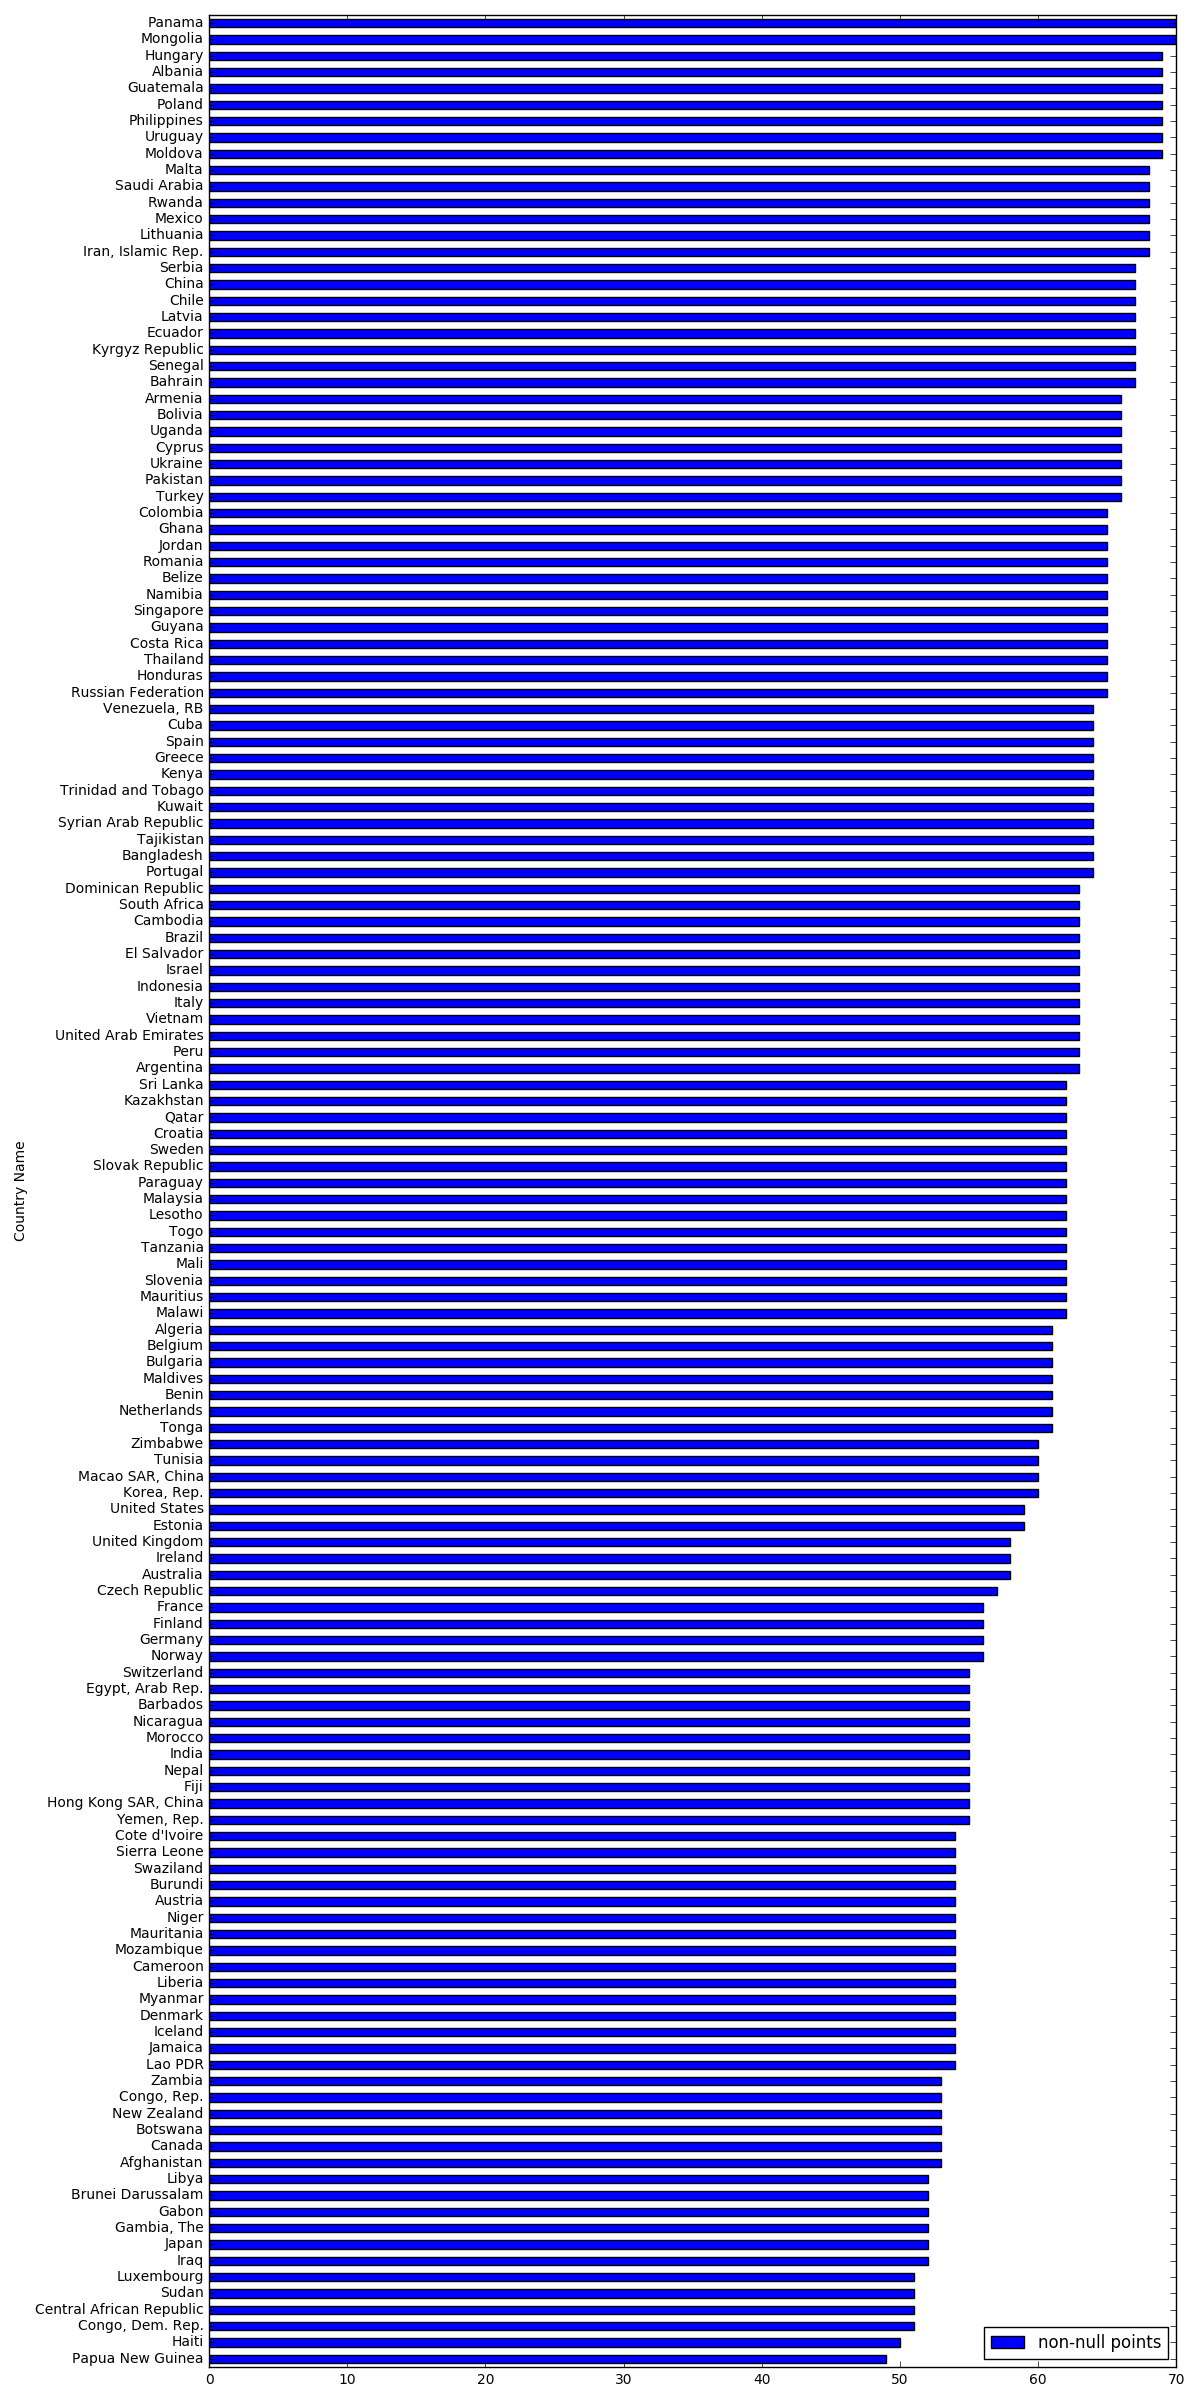 Panama
Mongolia
Hungary
Albania
Guatemala
Poland
Philippines
Uruguay
Moldova
Malta
Saudi Arabia
Rwanda
Mexico
Lithuania
Iran, Islamic Rep.
Serbia
China
Chile
Latvia
Ecuador
Kyrgyz Republic
Senegal
Bahrain
Armenia
Bolivia
Uganda
Cyprus
Ukraine
Pakistan
Turkey
Colombia
Ghana
Jordan
Romania
Belize
Namibia
Singapore
Guyana
Costa Rica
Thailand
Honduras
Russian Federation
Venezuela, RB
Cuba
Spain
Greece
Kenya
Trinidad and Tobago
Kuwait
Syrian Arab Republic
Tajikistan
Bangladesh
Portugal
Dominican Republic
South Africa
Cambodia
Brazil
El Salvador
Israel
Indonesia
Italy
Vietnam
United Arab Emirates
Peru
Argentina
Sri Lanka
Kazakhstan
Qatar
Croatia
Sweden
Slovak Republic
Paraguay
Malaysia
Lesotho
Togo
Tanzania
Mali
Slovenia
Mauritius
Malawi
Algeria
Belgium
Bulgaria
Maldives
Benin
Netherlands
Tonga
Zimbabwe
Tunisia
Macao SAR, China
Korea, Rep.
United States
Estonia
United Kingdom
Ireland
Australia
Czech Republic
France
Finland
Germany
Norway
Switzerland
Egypt, Arab Rep.
Barbados
Nicaragua
Morocco
India
Nepal
Fiji
Hong Kong SAR, China
Yemen, Rep.
Cote d'Ivoire
Sierra Leone
Swaziland
Burundi
Austria
Niger
Mauritania
Mozambique
Cameroon
Liberia
Myanmar
Denmark
Iceland
Jamaica
Lao PDR
Zambia
Congo, Rep.
New Zealand
Botswana
Canada
Afghanistan
Libya
Brunei Darussalam
Gabon
Gambia, The
Japan
Iraq
Luxembourg
Sudan
Central African Republic
Congo, Dem. Rep.
Haiti
Papua New Guinea
Country Name
non-null points
0 10 20 30 40 50 60 70